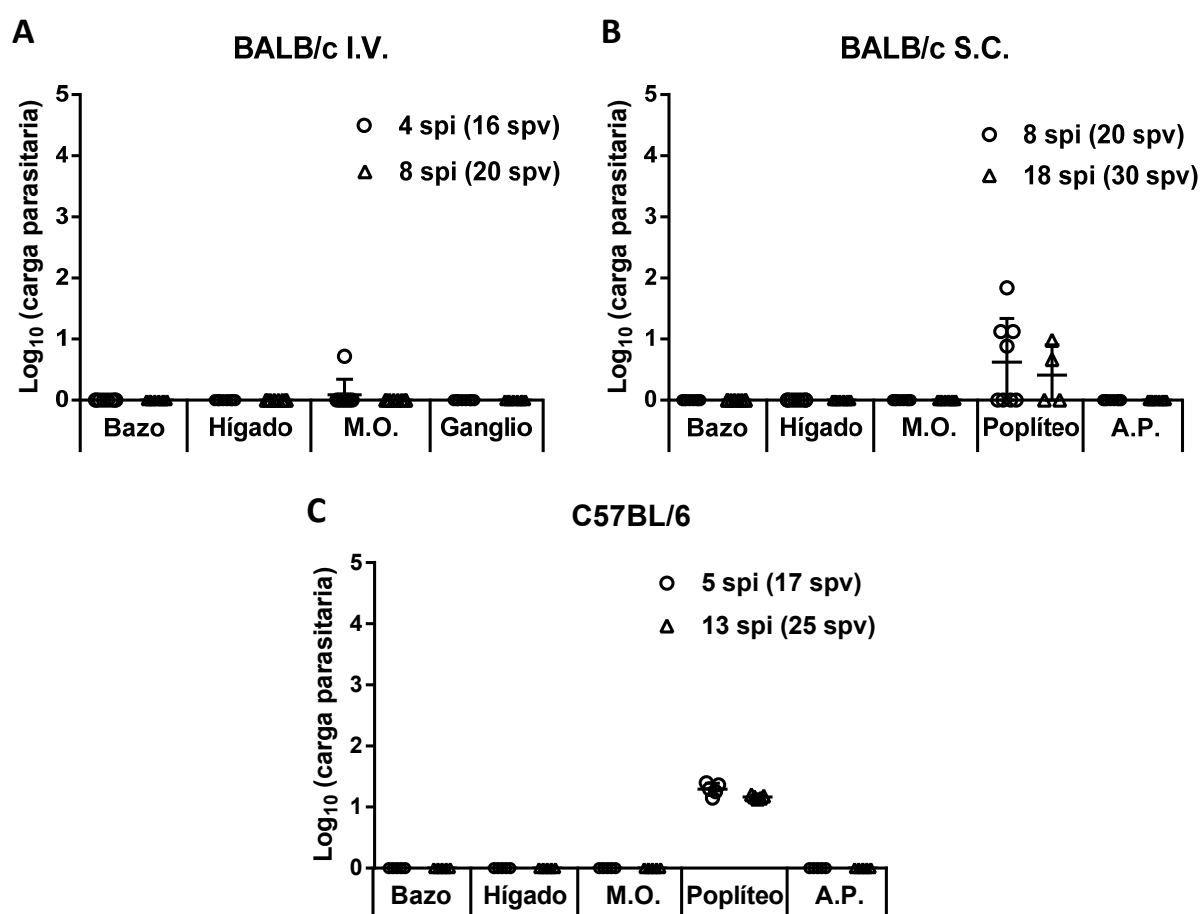 A
BALB/c I.V.
Log10 (carga parasitaria)
5
4
3
2
1
0
4 spi (16 spv)
8 spi (20 spv)
Bazo Hígado M.O. Ganglio
B
BALB/c S.C.
Log10 (carga parasitaria)
5
4
3
2
1
0
8 spi (20 spv)
18 spi (30 spv)
Bazo Hígado M.O. Poplíteo A.P.
C
C57BL/6
Log10 (carga parasitaria)
5
4
3
2
1
0
5 spi (17 spv)
13 spi (25 spv)
Bazo Hígado M.O. Poplíteo A.P.